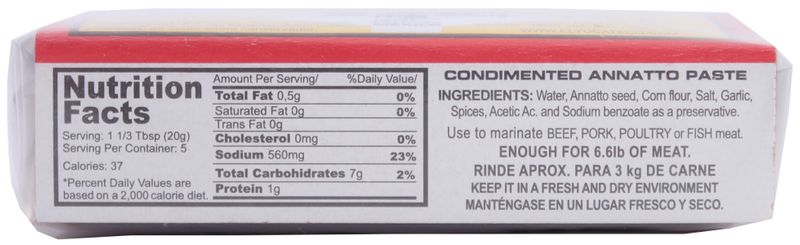 Nutrition
Facts
Serving: 1 1/3 Tbsp (20g)
Serving Per Container: 5
Calories: 37
*Percent Daily Values are
based on a 2,000 calorie diet.
Amount Per Serving/ %Daily Value/
Total Fat 0,5g 0%
Saturated Fat 0g 0%
Trans Fat 0g
Cholesterol 0mg 0%
Sodium 560mg 23%
Total Carbohidrates 7g 2%
Protein 1g
CONDIMENTED ANNATTO PASTE
INGREDIENTS: Water, Annatto seed, Corn flour, Salt, Garlic,
Spices, Acetic Ac. and Sodium benzoate as a preservative.
Use to marinate BEEF, PORK, POULTRY or FISH meat.
ENOUGH FOR 6.6lb OF MEAT.
RINDE APROX. PARA 3 kg DE CARNE
KEEP IT IN A FRESH AND DRY ENVIRONMENT
MANTÉNGASE EN UN LUGAR FRESCO Y SECO.